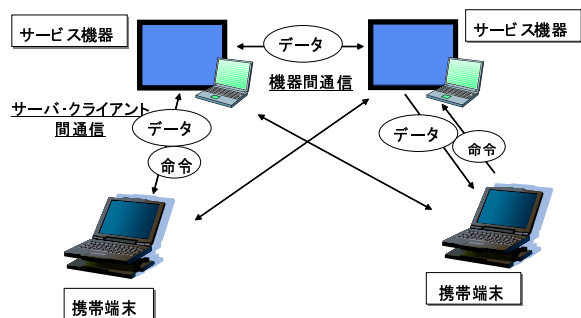 サービス機器
サービス機器
データ
機器間通信
サーバ・クライアント
間通信
データ
命令
データ
命令
携帯端末
携帯端末